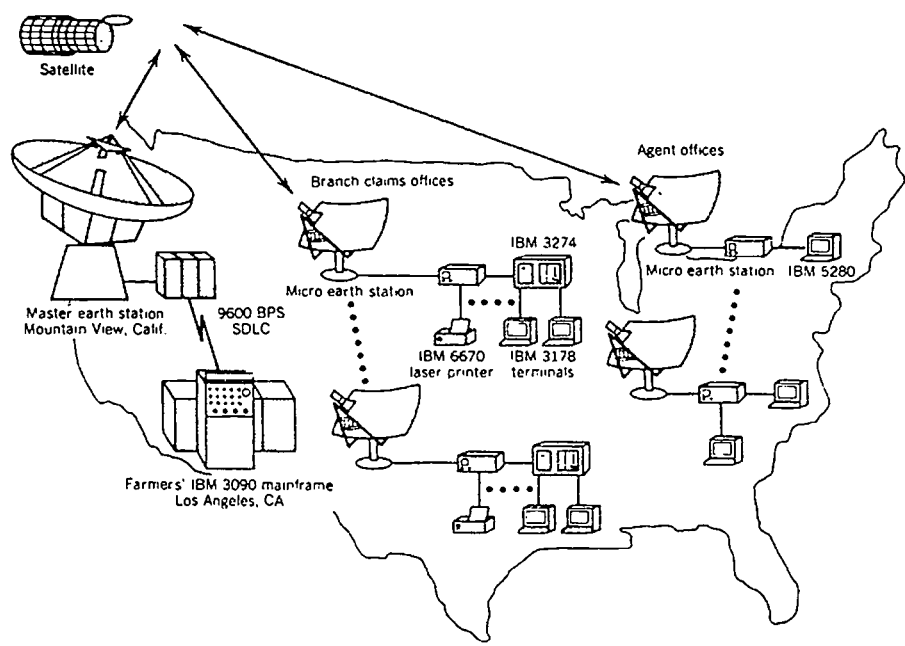 Satellite
Agent offices
Branch claims offices
IBM 3274
Micro earth station
IBM 5280
Micro earth station
Master earth station
Mountain View, Calif.
9600 BPS
SDLC
IBM 6670
laser printer
IBM 3178
terminals
Farmers' IBM 3090 mainframe
Los Angeles, CA